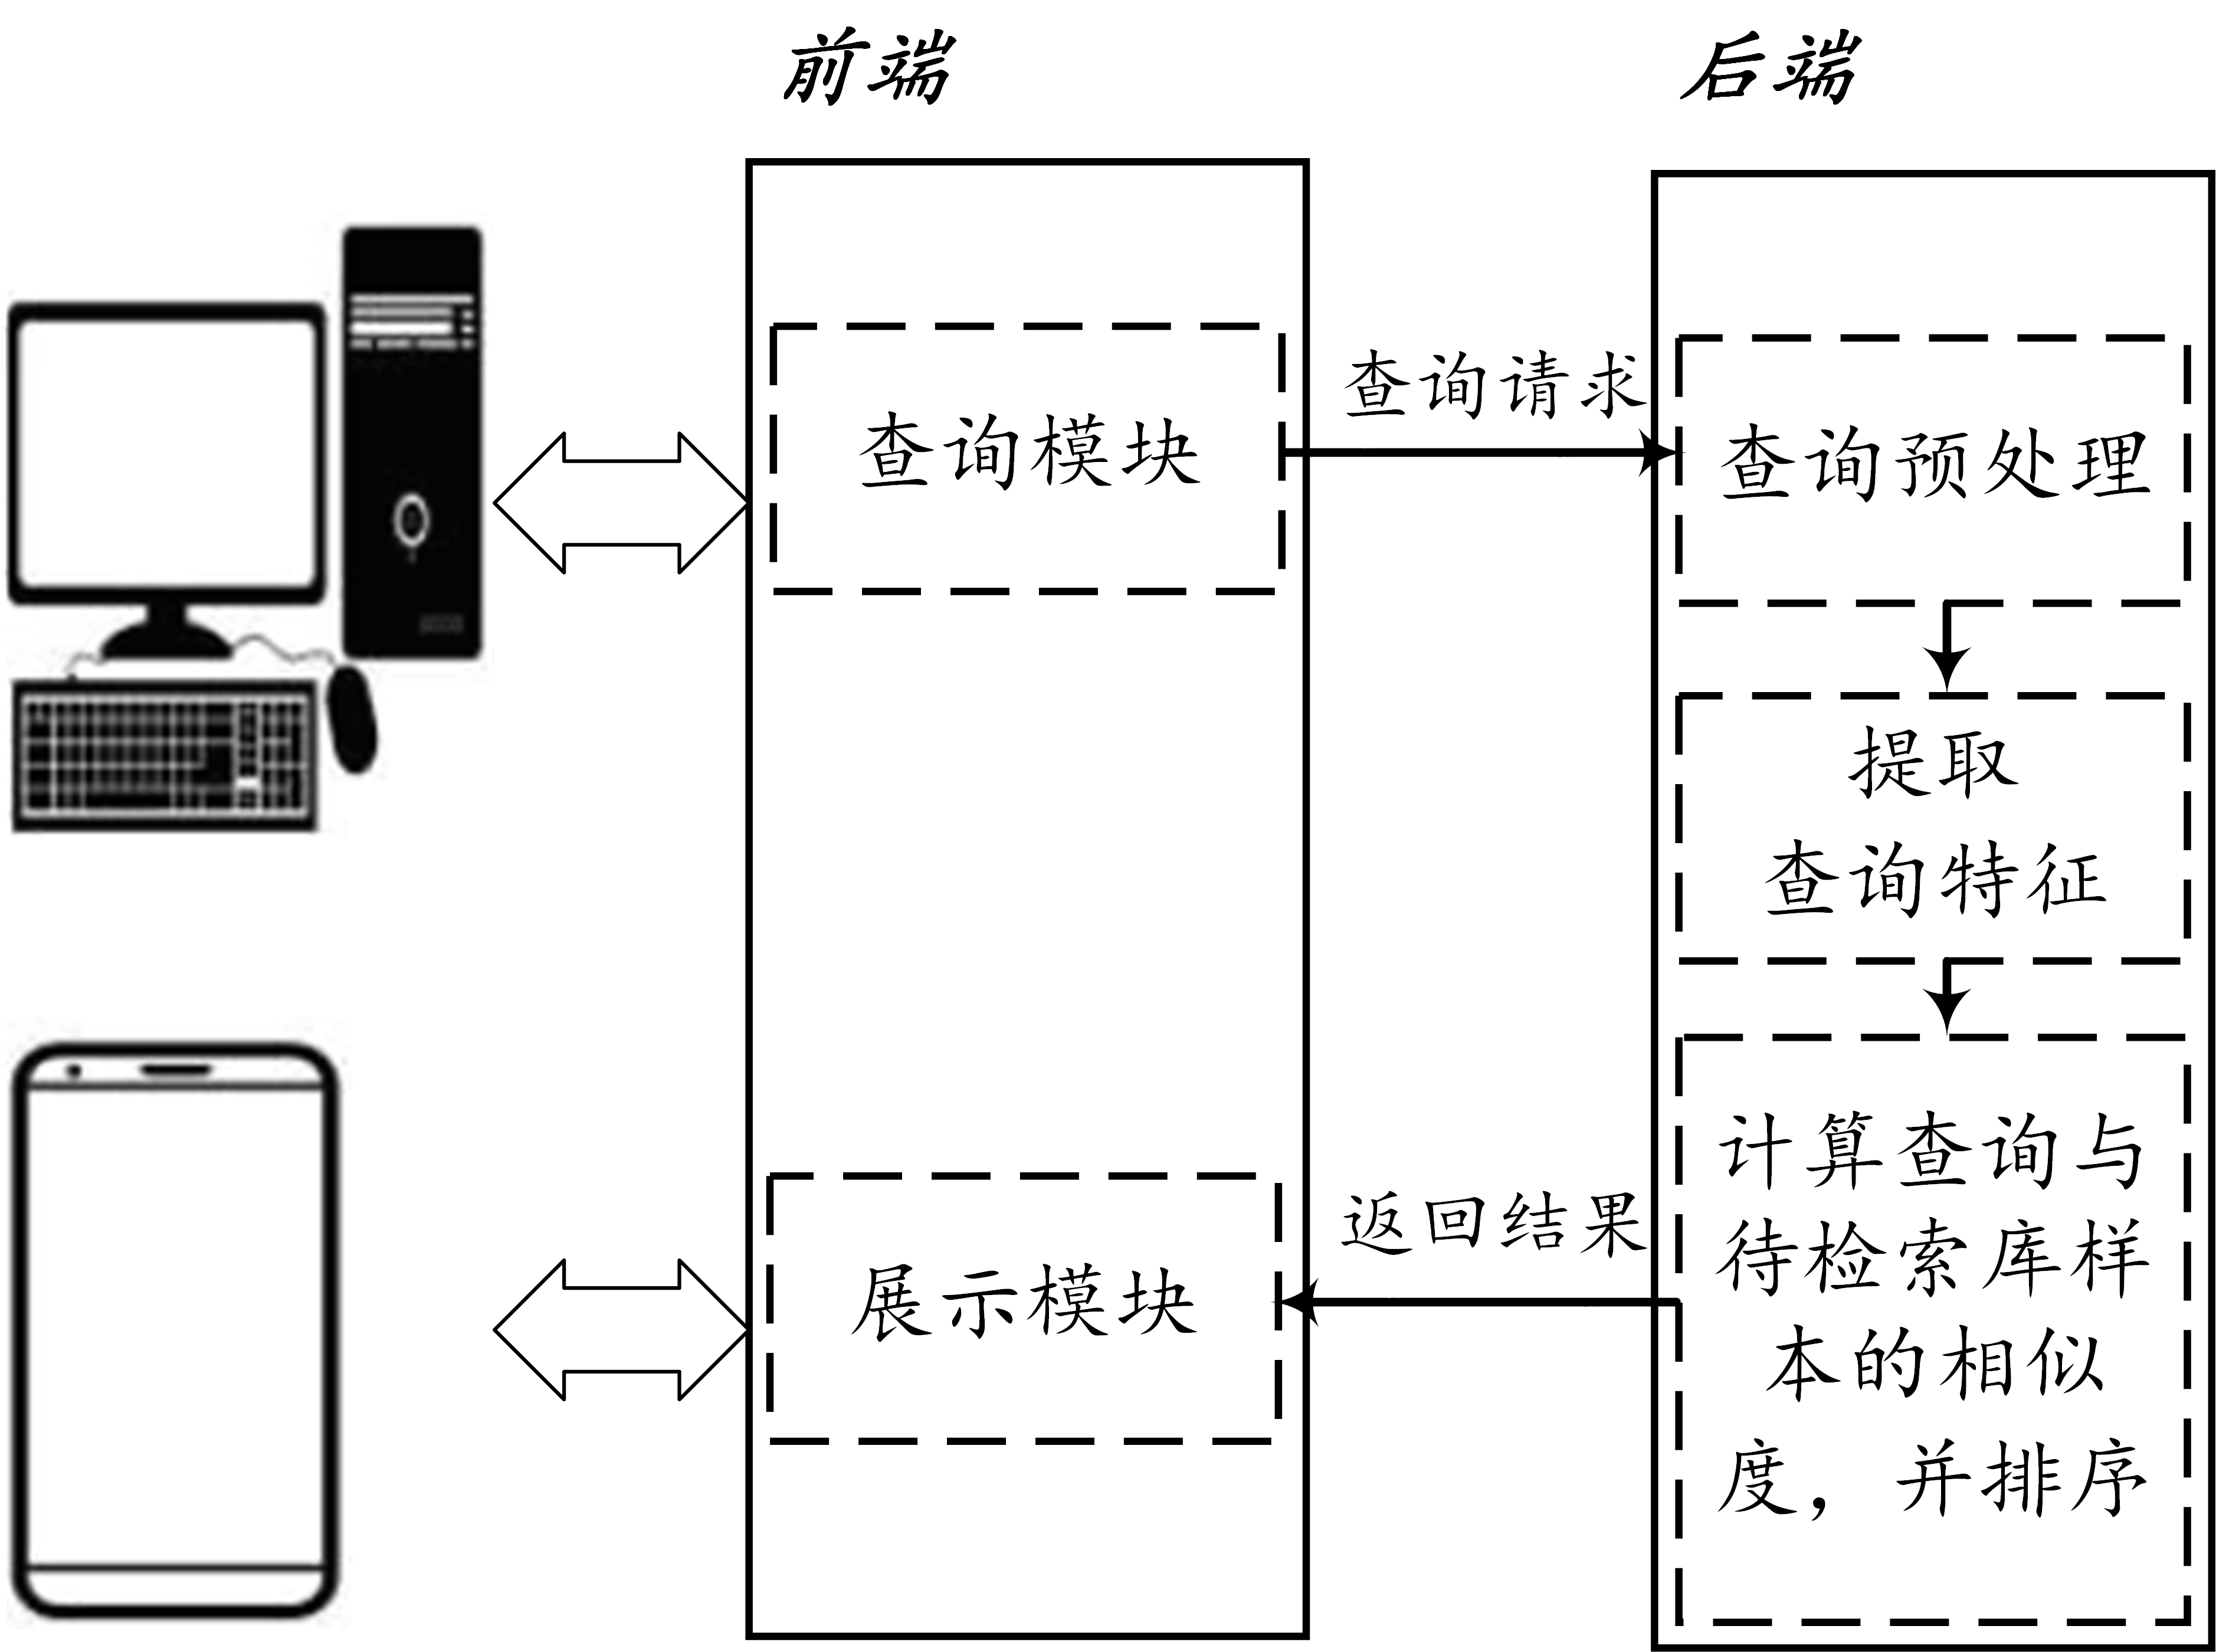 前端
后端
查询模块
查询请求
查询预处理
提取
查询特征
计算查询与
待检索库样
本的相似
度，并排序
返回结果
展示模块